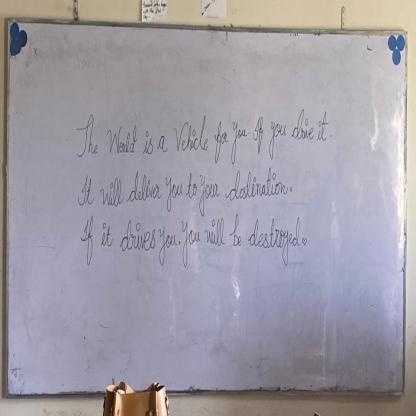 The World is a Vehicle for you. If you drive it.
It will deliver you to your destination.
If it drives you. you will be destroyed.